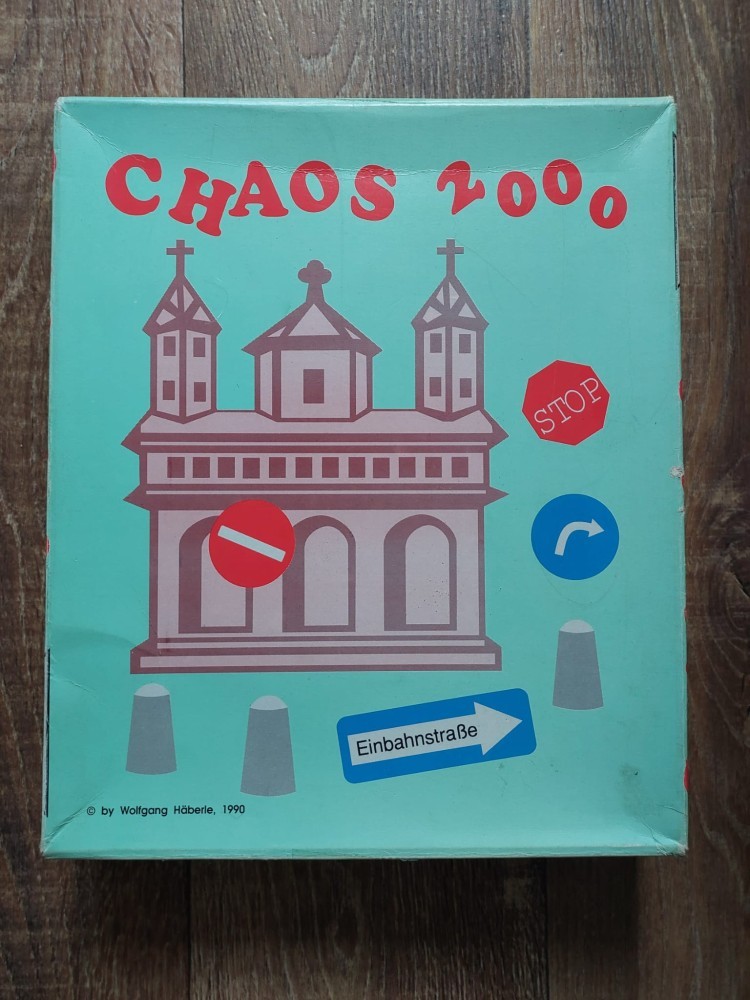 CHAOS 2000
STOP
Einbahnstraße
© by Wolfgang Häberle, 1990